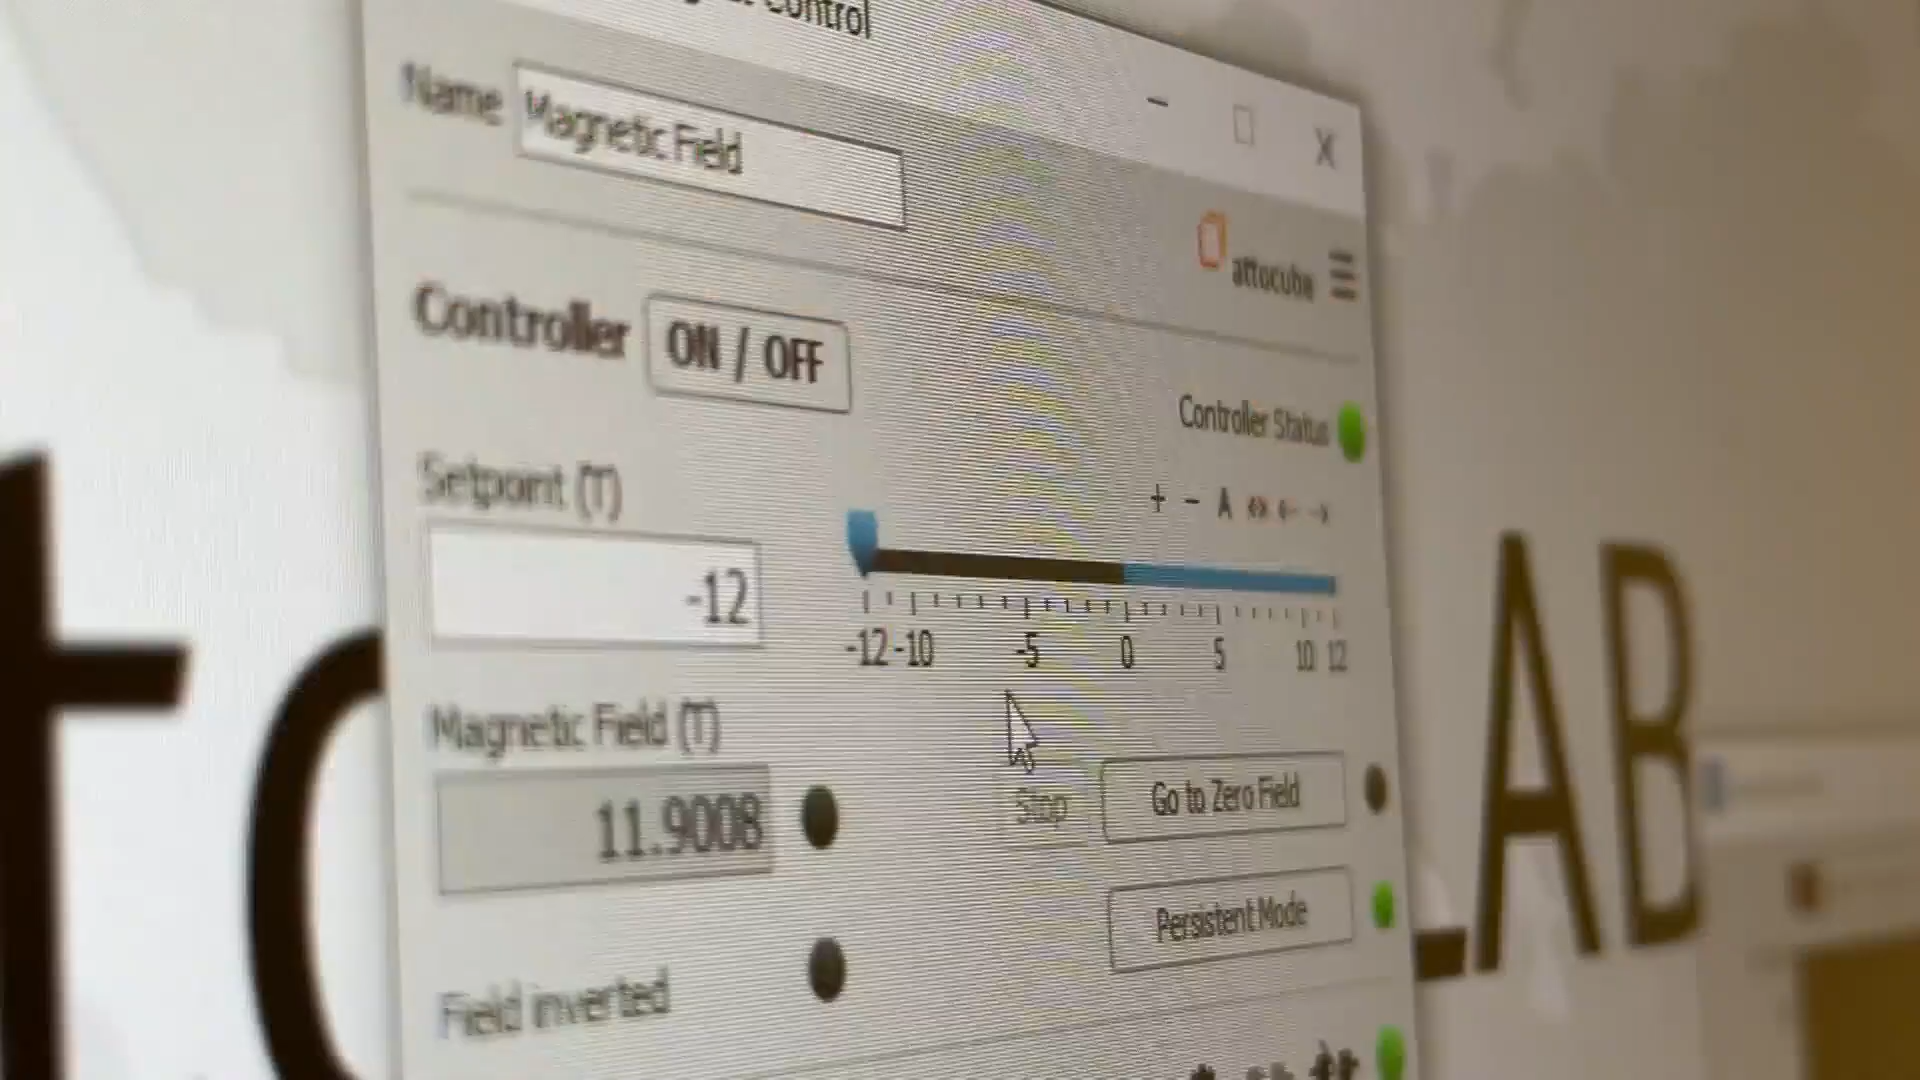 Control
Name Magnetic Field
attocube
Controller ON / OFF
Controller Status
Setpoint (T)
+ - A
-12
-12 -10 -5 0 5 10 12
Magnetic Field (T)
11.9008
Stop Go to Zero Field
Persistent Mode
Field inverted
LAB